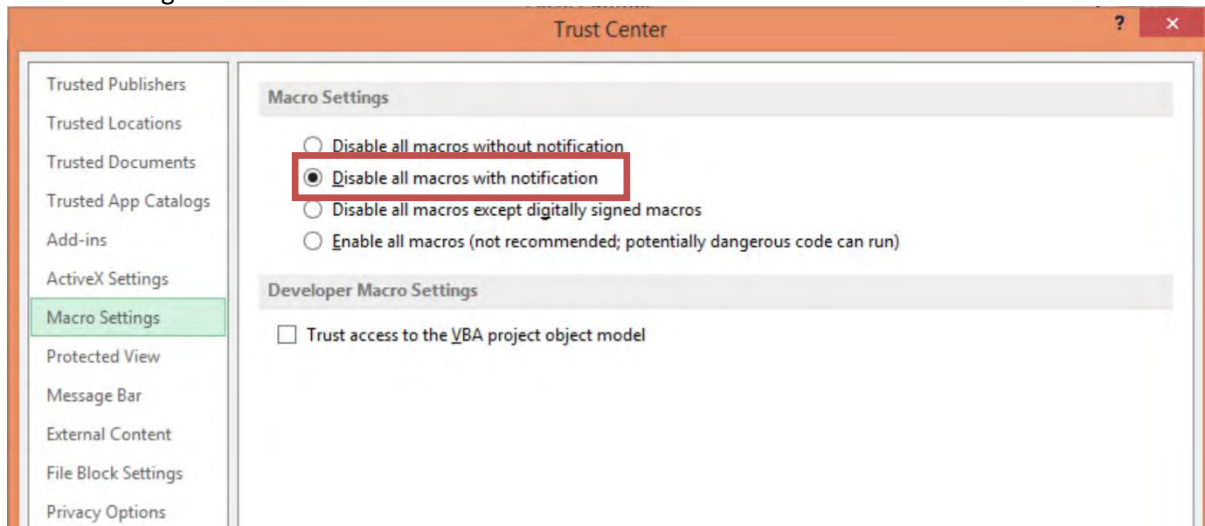 Trust Center
?
×
Trusted Publishers
Trusted Locations
Trusted Documents
Trusted App Catalogs
Add-ins
ActiveX Settings
Macro Settings
Protected View
Message Bar
External Content
File Block Settings
Privacy Options
Macro Settings
Disable all macros without notification
Disable all macros with notification
Disable all macros except digitally signed macros
Enable all macros (not recommended; potentially dangerous code can run)
Developer Macro Settings
Trust access to the VBA project object model